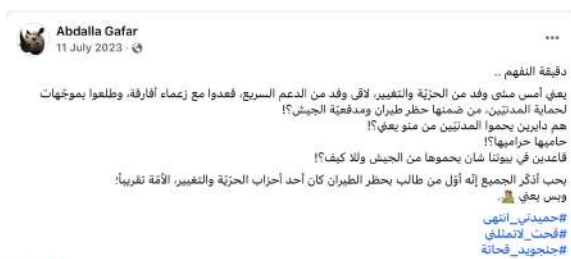 Abdalla Gafar
11 July 2023 ·
دقيقة النفهم ..
يعني أمس مشى وفد من الحرّيّة والتغيير، لاقى وفد من الدعم السريع، قعدوا مع زعماء أفارقة، وطلعوا بموجّهات
لحماية المدنيّين، من ضمنها حظر طيران ومدفعيّة الجيش؟!
هم دايرين يحموا المدنيّين من منو يعني؟!
حاميها حراميها؟!
قاعدين في بيوتنا شان يحموها من الجيش وللا كيف؟!
بحب أذكّر الجميع إنّه أوّل من طالب بحظر الطيران كان أحد أحزاب الحرّيّة والتغيير، الأمّة تقريباً؛
وبس يعني 🤷.
#حميدتي_انتهى
#قحت_لاتمثلني
#جنجويد_قحاتة